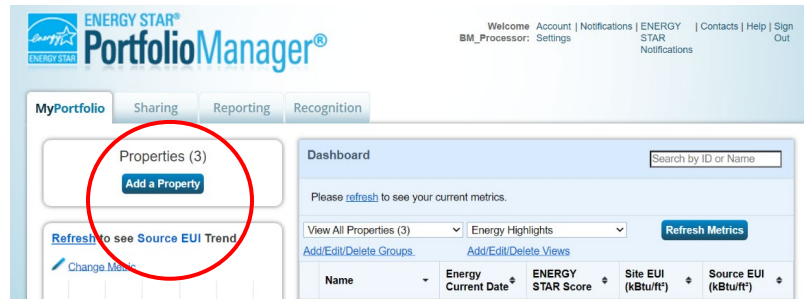 ENERGY STAR®
PortfolioManager®
energy
ENERGY STAR
Welcome Account | Notifications | ENERGY | Contacts | Help | Sign
BM_Processor: Settings STAR Out
Notifications
MyPortfolio Sharing Reporting Recognition
Properties (3)
Add a Property
Refresh to see Source EUI Trend
Change Metric
Dashboard
Search by ID or Name
Please refresh to see your current metrics.
View All Properties (3) Energy Highlights Refresh Metrics
Add/Edit/Delete Groups Add/Edit/Delete Views
Name Energy ENERGY Site EUI Source EUI
Current Date STAR Score (kBtu/ft²) (kBtu/ft²)